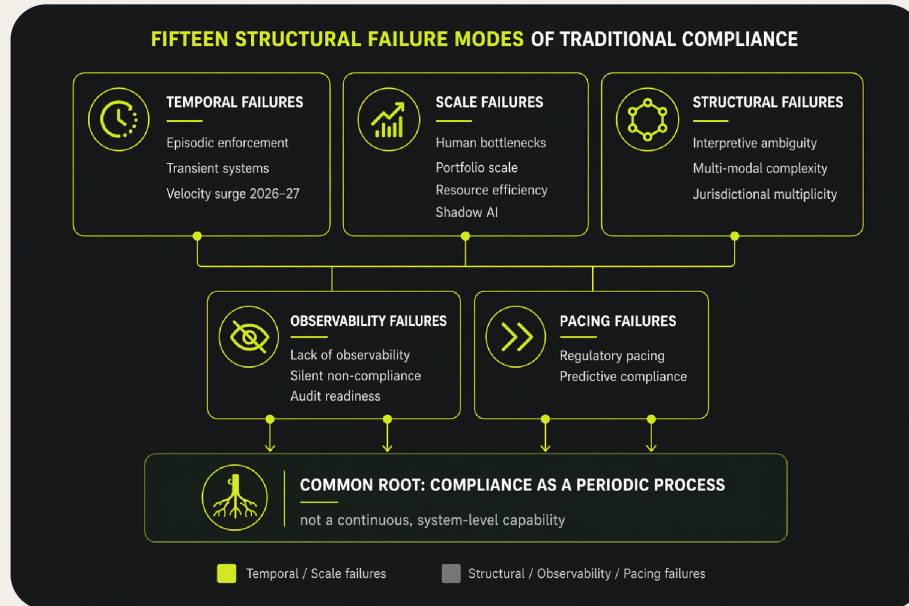 FIFTEEN STRUCTURAL FAILURE MODES OF TRADITIONAL COMPLIANCE
TEMPORAL FAILURES
Episodic enforcement
Transient systems
Velocity surge 2026–27
SCALE FAILURES
Human bottlenecks
Portfolio scale
Resource efficiency
Shadow AI
STRUCTURAL FAILURES
Interpretive ambiguity
Multi-modal complexity
Jurisdictional multiplicity
OBSERVABILITY FAILURES
Lack of observability
Silent non-compliance
Audit readiness
PACING FAILURES
Regulatory pacing
Predictive compliance
COMMON ROOT: COMPLIANCE AS A PERIODIC PROCESS
not a continuous, system-level capability
Temporal / Scale failures
Structural / Observability / Pacing failures